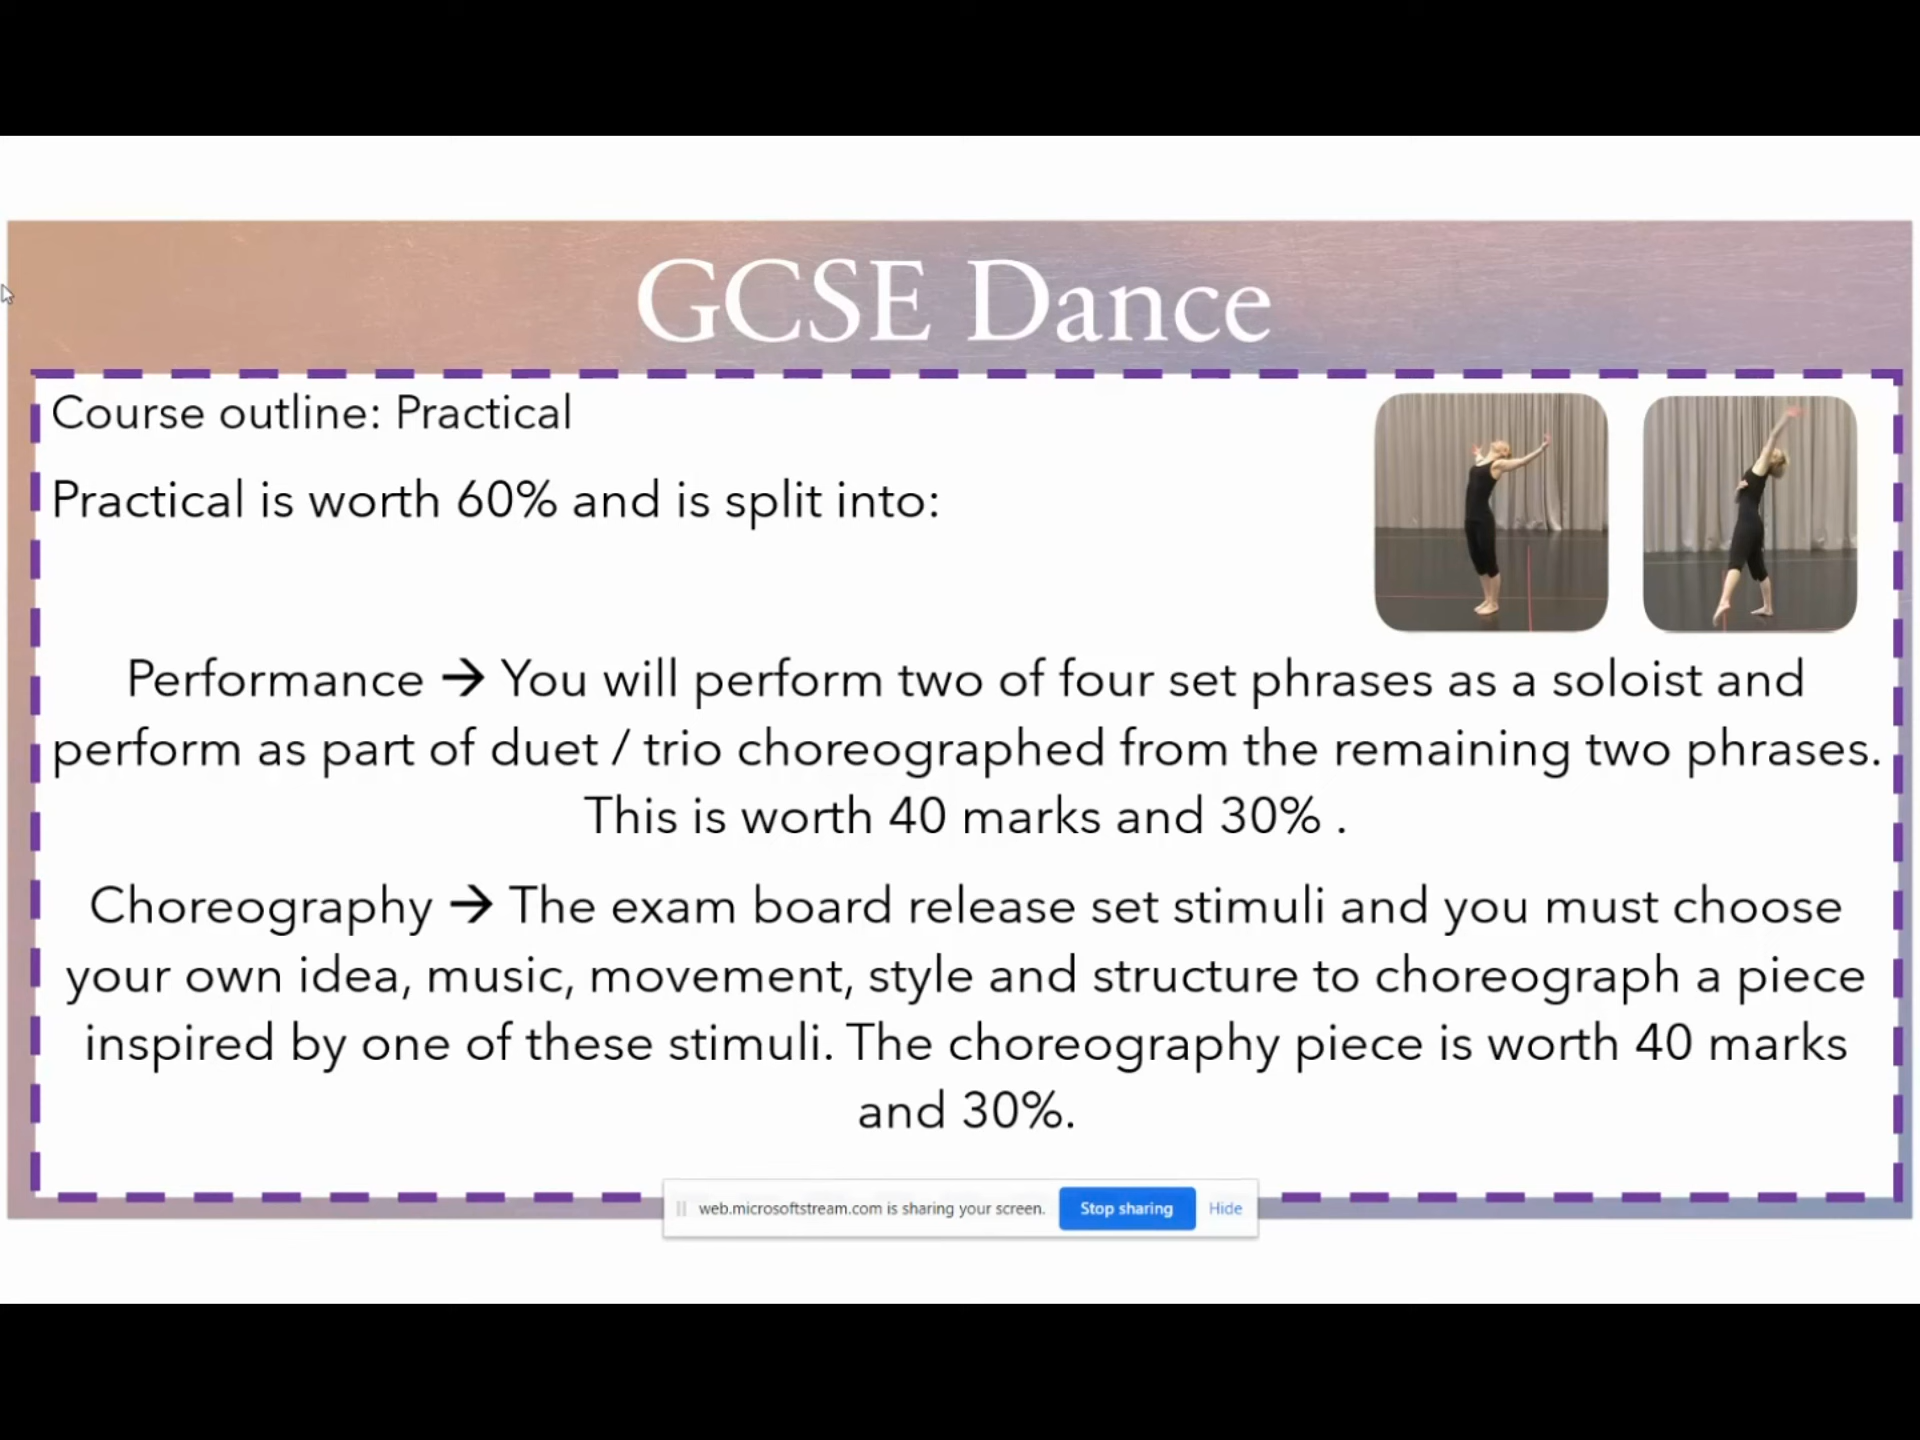 GCSE Dance
Course outline: Practical
Practical is worth 60% and is split into:
Performance → You will perform two of four set phrases as a soloist and
perform as part of duet / trio choreographed from the remaining two phrases.
This is worth 40 marks and 30% .
Choreography → The exam board release set stimuli and you must choose
your own idea, music, movement, style and structure to choreograph a piece
inspired by one of these stimuli. The choreography piece is worth 40 marks
and 30%.
web.microsoftstream.com is sharing your screen. Stop sharing Hide